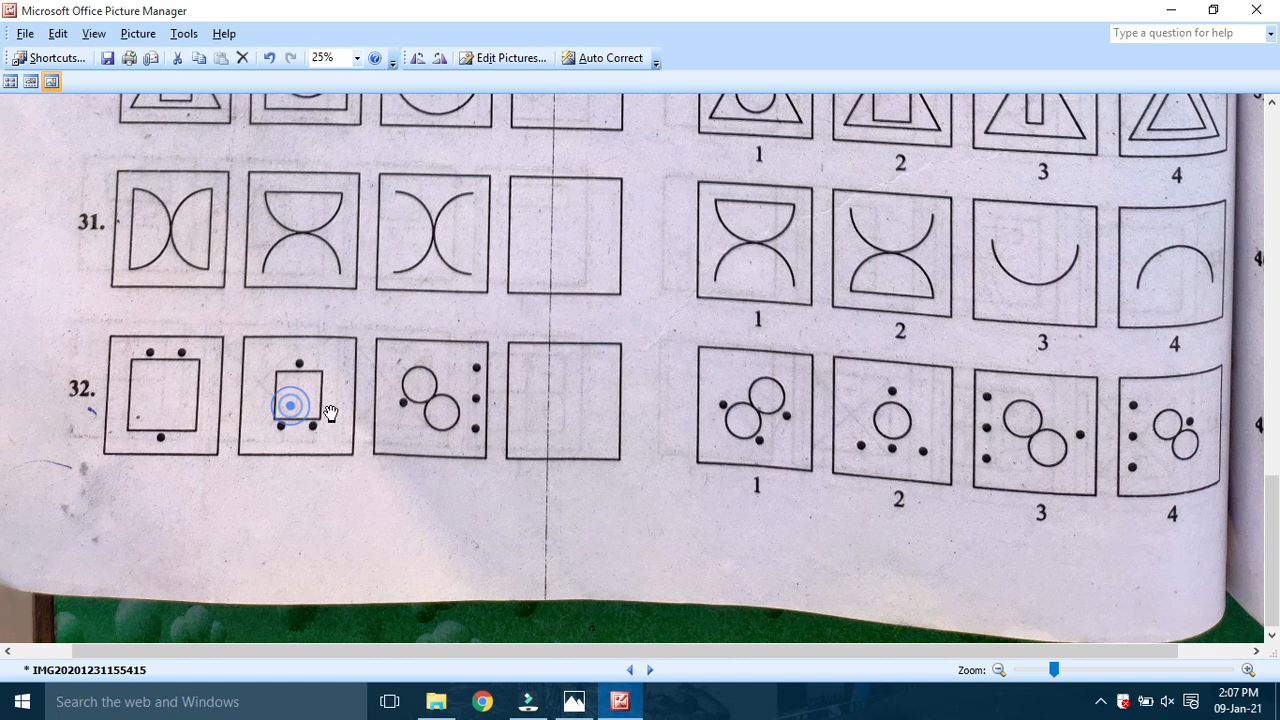 Microsoft Office Picture Manager
File Edit View Picture Tools Help
Type a question for help
Shortcuts... 25% Edit Pictures... Auto Correct
1 2 3 4
31.
1 2 3 4
32.
1 2 3 4
* IMG20201231155415
Zoom:
Search the web and Windows
2:07 PM
09-Jan-21